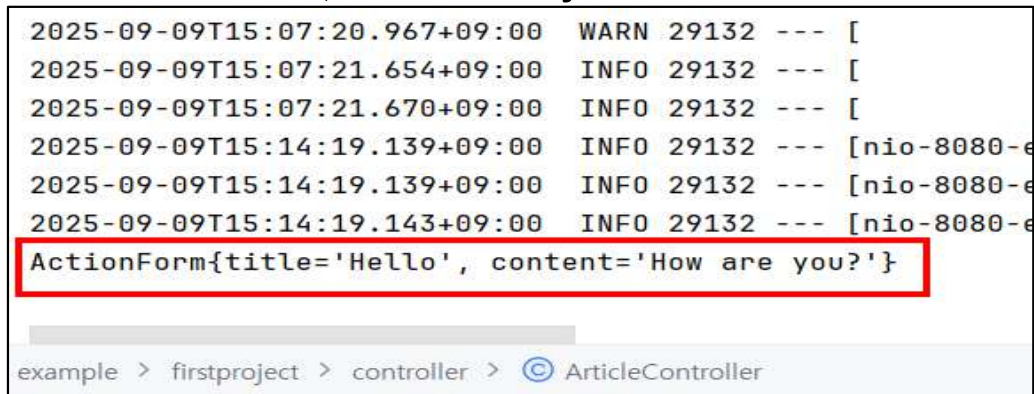 2025-09-09T15:07:20.967+09:00  WARN 29132 --- [
2025-09-09T15:07:21.654+09:00  INFO 29132 --- [
2025-09-09T15:07:21.670+09:00  INFO 29132 --- [
2025-09-09T15:14:19.139+09:00  INFO 29132 --- [nio-8080-e
2025-09-09T15:14:19.139+09:00  INFO 29132 --- [nio-8080-e
2025-09-09T15:14:19.143+09:00  INFO 29132 --- [nio-8080-e
ActionForm{title='Hello', content='How are you?'}
example > firstproject > controller > © ArticleController